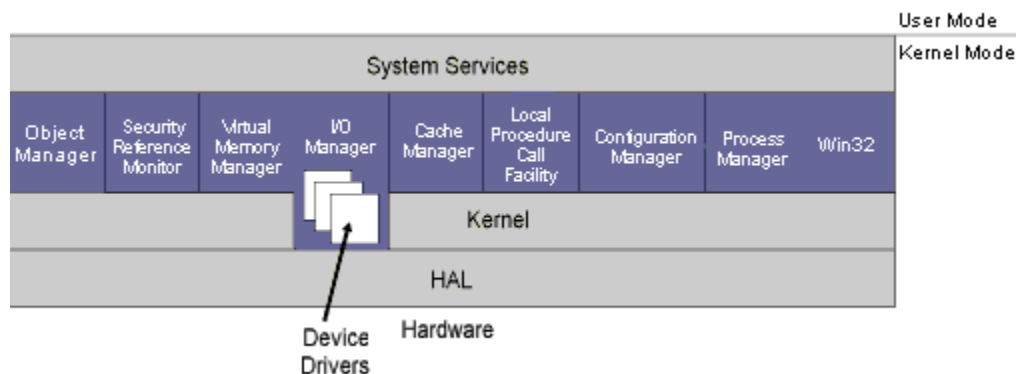 User Mode
Kernel Mode
System Services
Object
Manager
Security
Reference
Monitor
Virtual
Memory
Manager
I/O
Manager
Cache
Manager
Local
Procedure
Call
Facility
Configuration
Manager
Process
Manager
Win32
Kernel
HAL
Device
Drivers
Hardware